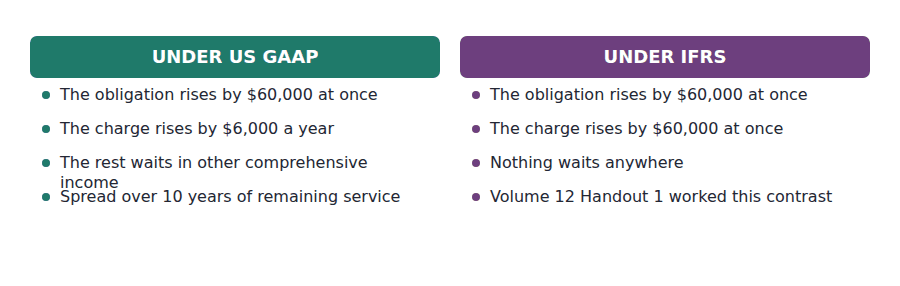 UNDER US GAAP
The obligation rises by $60,000 at once
The charge rises by $6,000 a year
The rest waits in other comprehensive
income
Spread over 10 years of remaining service
UNDER IFRS
The obligation rises by $60,000 at once
The charge rises by $60,000 at once
Nothing waits anywhere
Volume 12 Handout 1 worked this contrast